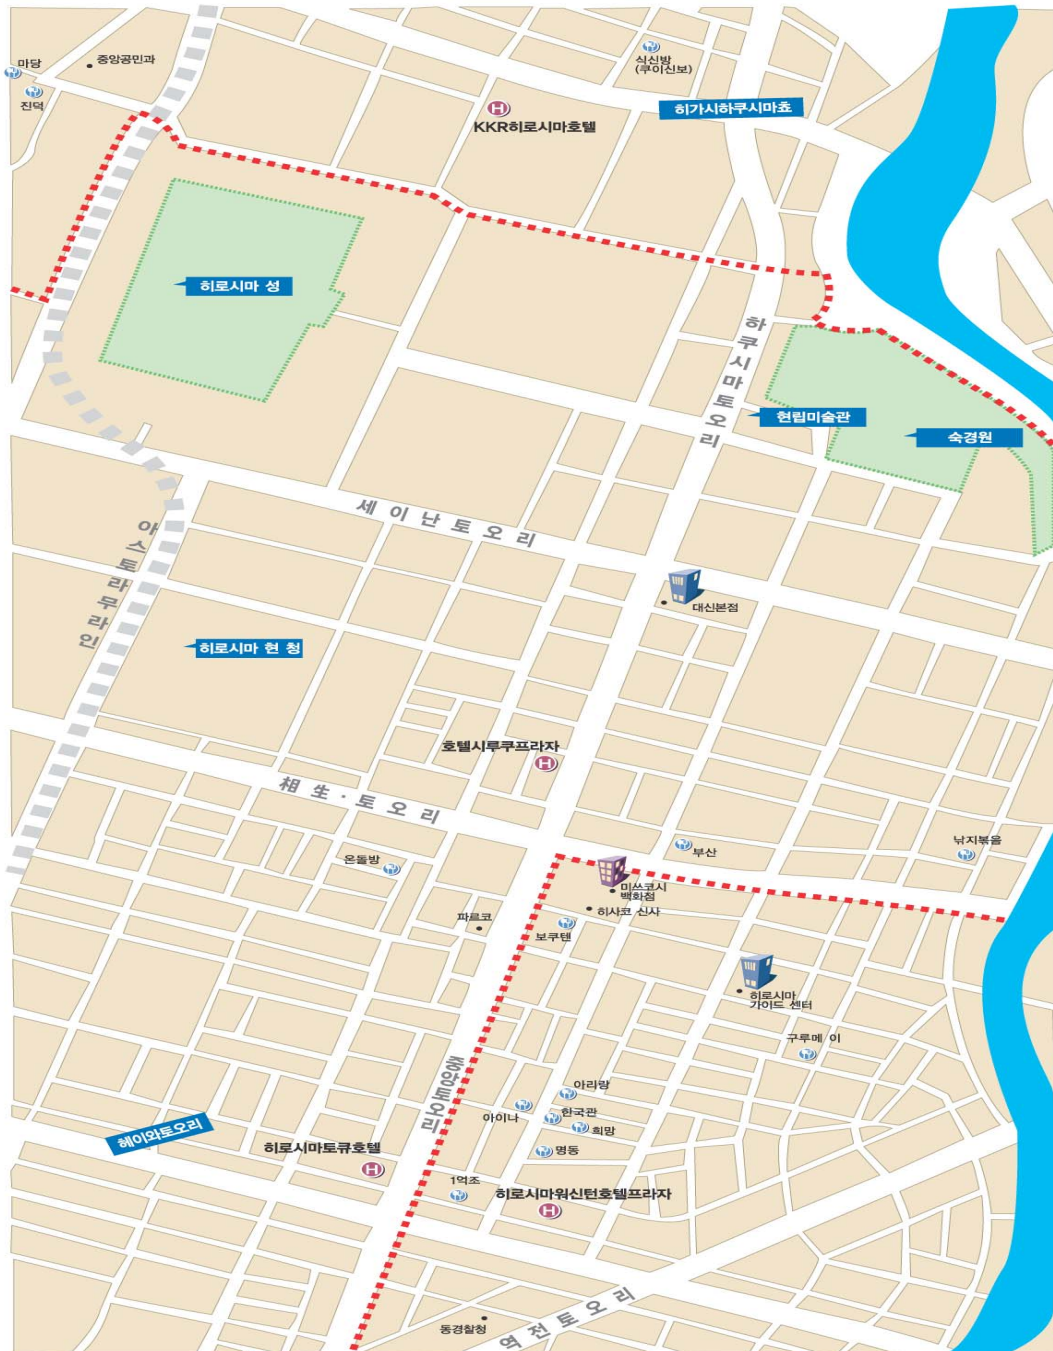 마당
중앙공민과
진덕
식신방
(쿠이신보)
히가시하쿠시마쵸
KKR히로시마호텔
히로시마 성
하쿠시마토오리
현립미술관
숙경원
세이난토오리
아스토라무라인
대신본점
히로시마 현 청
호텔시루쿠프라자
相生·토오리
온돌방
부산
낚지볶음
미쓰코시
백화점
히사코 신사
파르코
보쿠텐
히로시마
가이드 센터
구루메 이
중앙토오리
아리랑
아이나
한국관
희망
헤이와토오리
히로시마토큐호텔
명동
1억조
히로시마워신턴호텔프라자
동경찰청
역전토오리